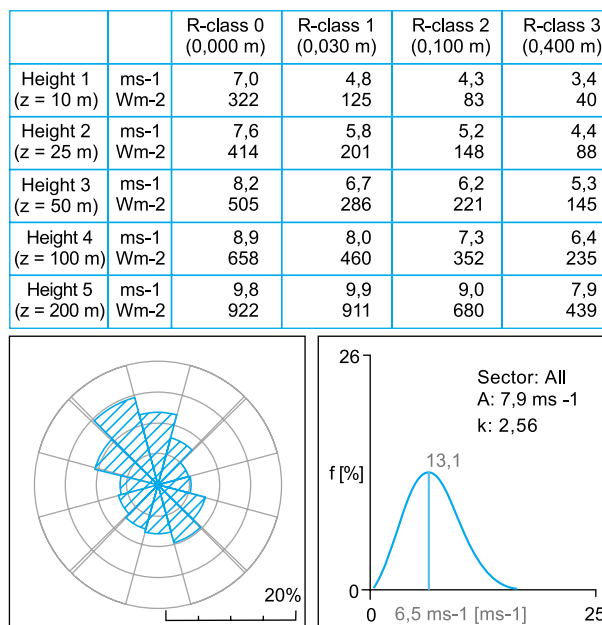 R-class 0 R-class 1 R-class 2 R-class 3
(0,000 m) (0,030 m) (0,100 m) (0,400 m)
Height 1 ms-1 7,0 4,8 4,3 3,4
(z = 10 m) Wm-2 322 125 83 40
Height 2 ms-1 7,6 5,8 5,2 4,4
(z = 25 m) Wm-2 414 201 148 88
Height 3 ms-1 8,2 6,7 6,2 5,3
(z = 50 m) Wm-2 505 286 221 145
Height 4 ms-1 8,9 8,0 7,3 6,4
(z = 100 m) Wm-2 658 460 352 235
Height 5 ms-1 9,8 9,9 9,0 7,9
(z = 200 m) Wm-2 922 911 680 439
20%
26
Sector: All
A: 7,9 ms -1
k: 2,56
13,1
f [%]
0
0 25
6,5 ms-1 [ms-1]